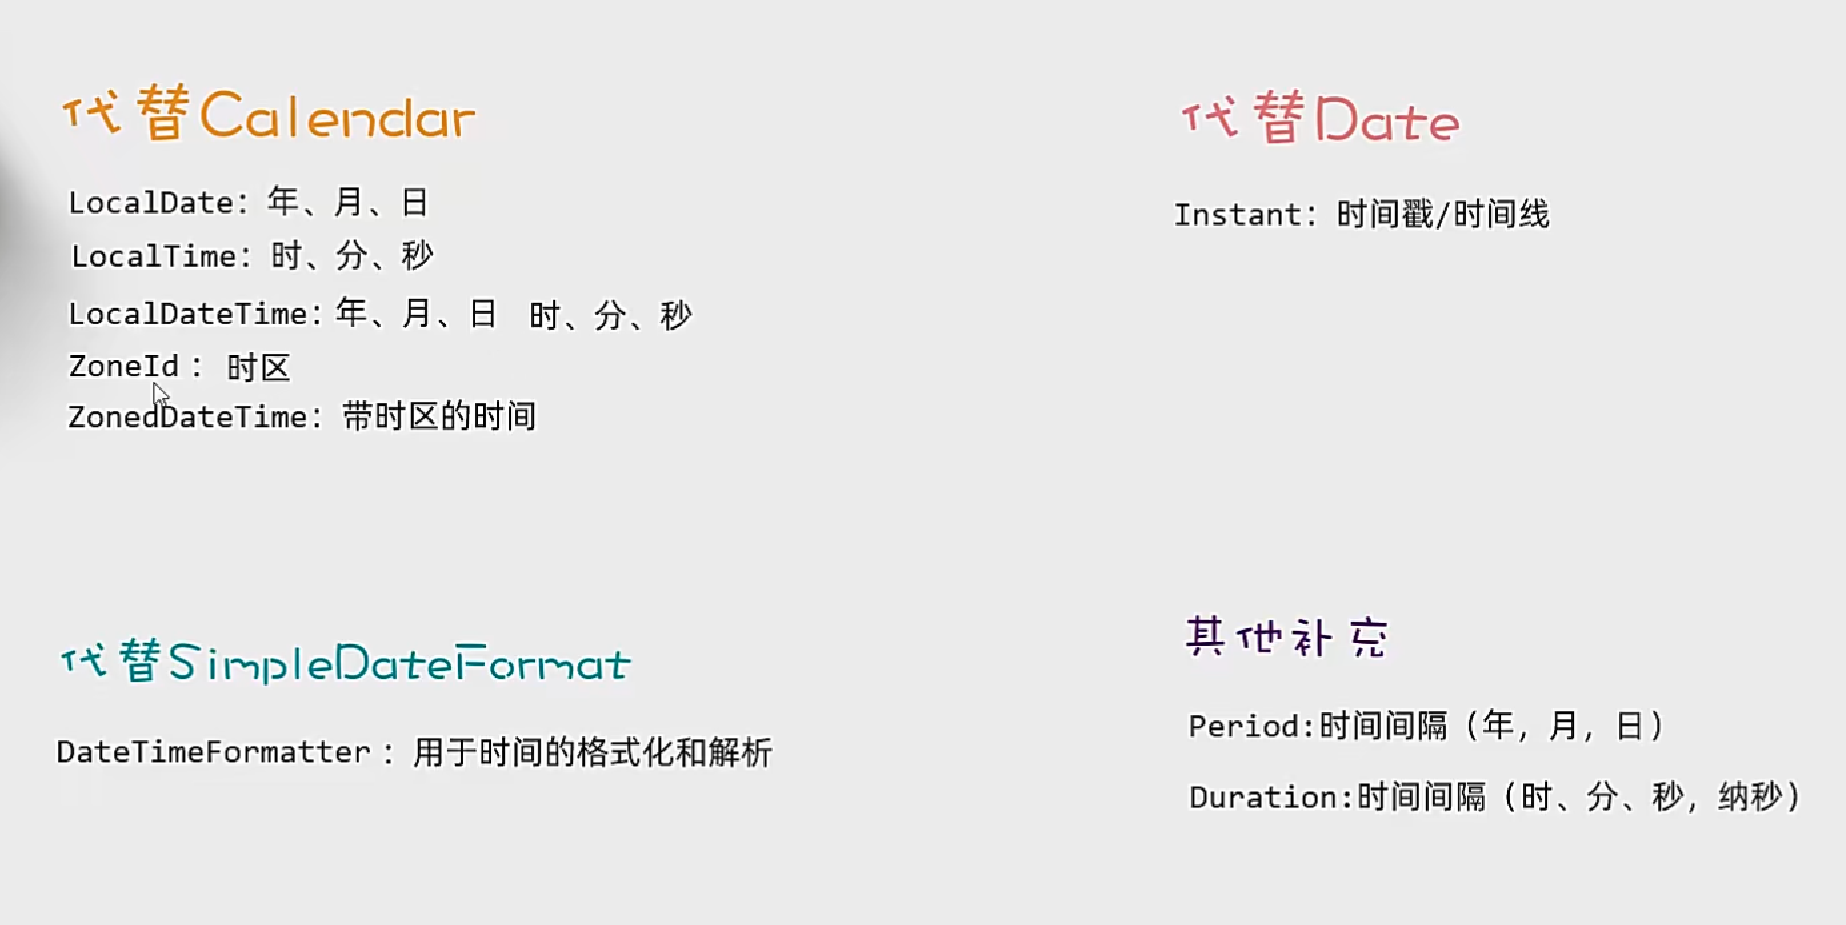 代替Calendar
LocalDate：年、月、日
LocalTime：时、分、秒
LocalDateTime：年、月、日 时、分、秒
ZoneId：时区
ZonedDateTime：带时区的时间
代替Date
Instant：时间戳/时间线
代替SimpleDateFormat
DateTimeFormatter：用于时间的格式化和解析
其他补充
Period:时间间隔（年，月，日）
Duration:时间间隔（时、分、秒，纳秒）